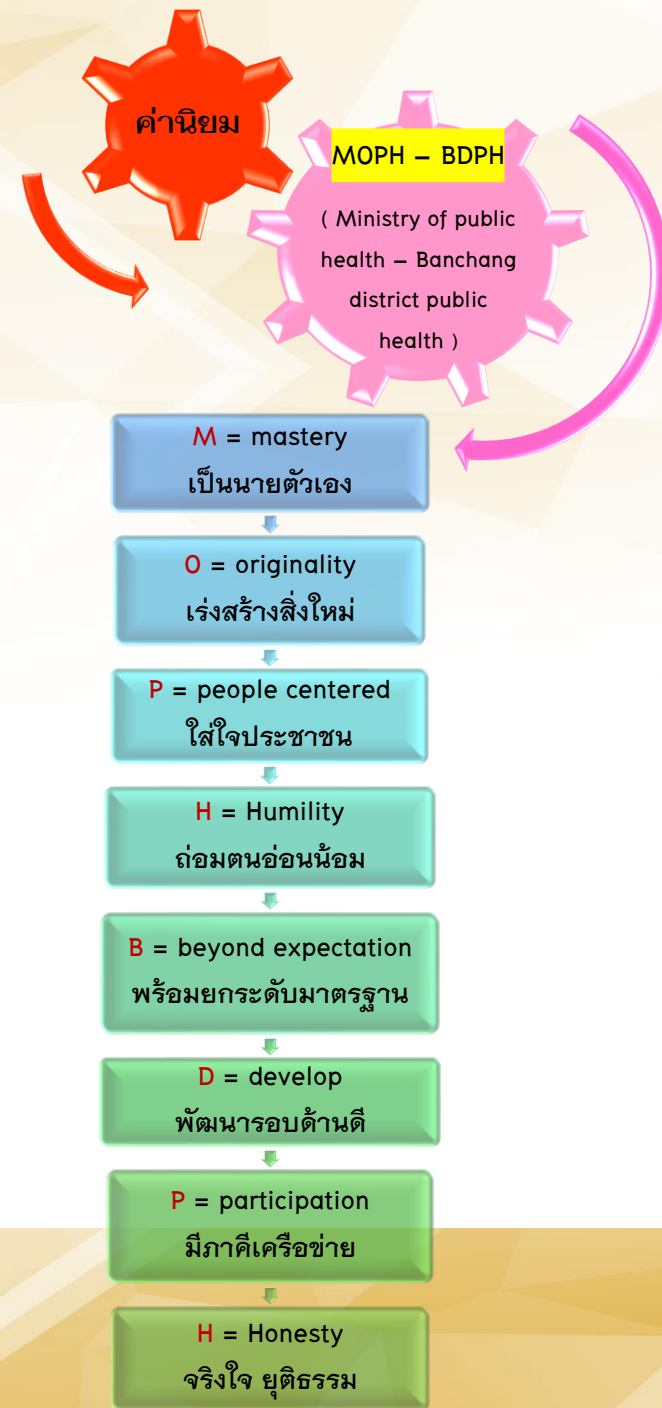 ค่านิยม
MOPH – BDPH
( Ministry of public
health – Banchang
district public
health )
M = mastery
เป็นนายตัวเอง
O = originality
เร่งสร้างสิ่งใหม่
P = people centered
ใส่ใจประชาชน
H = Humility
ถ่อมตนอ่อนน้อม
B = beyond expectation
พร้อมยกระดับมาตรฐาน
D = develop
พัฒนารอบด้านดี
P = participation
มีภาคีเครือข่าย
H = Honesty
จริงใจ ยุติธรรม